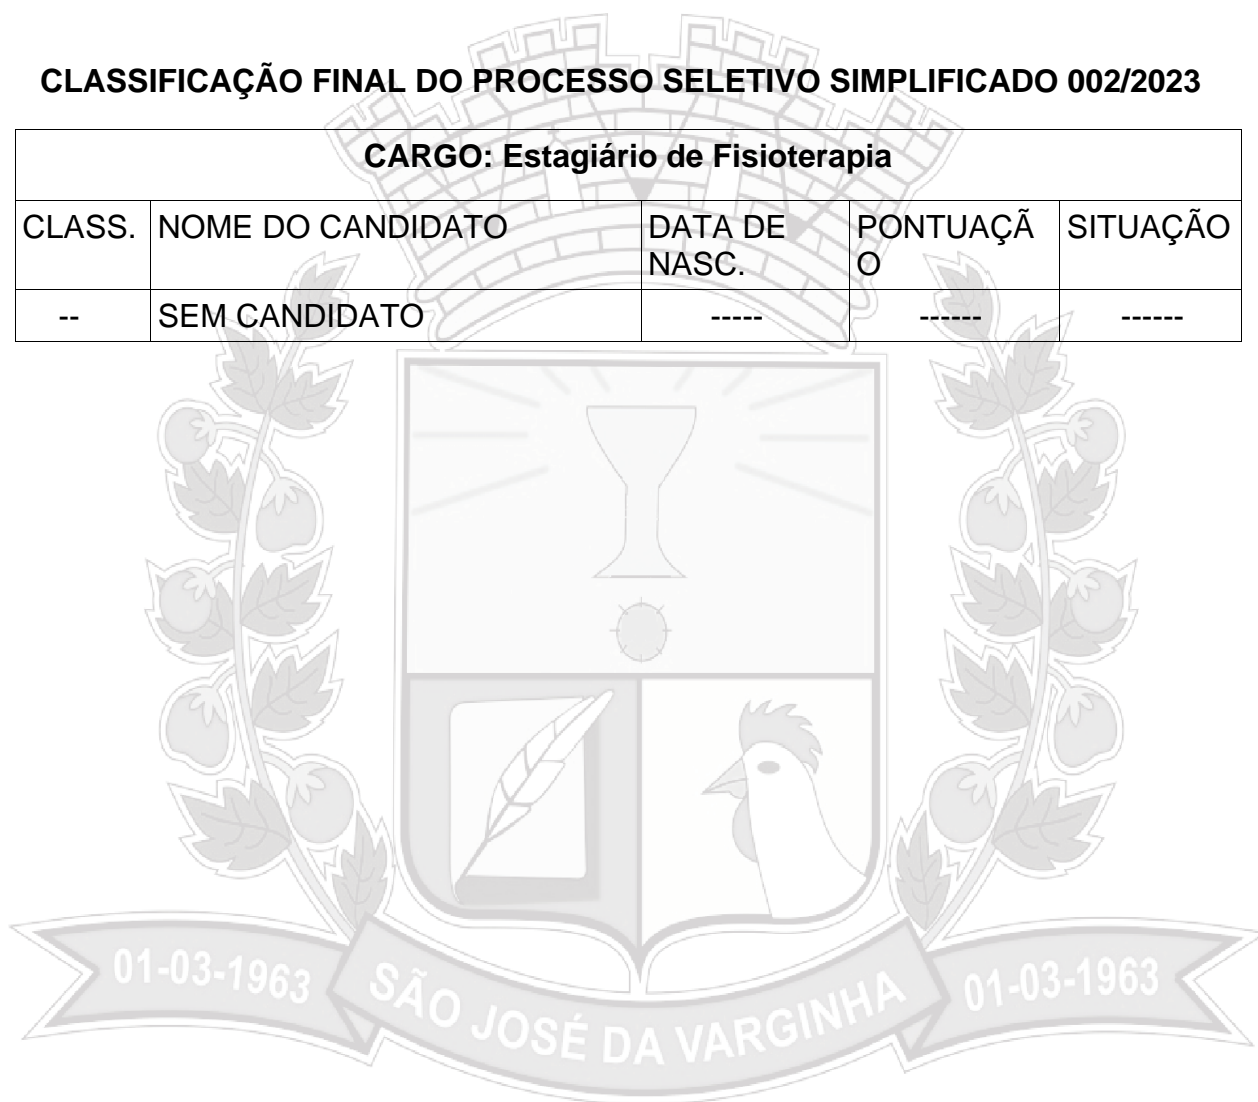 CLASSIFICAÇÃO FINAL DO PROCESSO SELETIVO SIMPLIFICADO 002/2023
CARGO: Estagiário de Fisioterapia
CLASS. NOME DO CANDIDATO DATA DE NASC. PONTUAÇÃO SITUAÇÃO
-- SEM CANDIDATO ----- ------ ------
01-03-1963 SÃO JOSÉ DA VARGINHA 01-03-1963